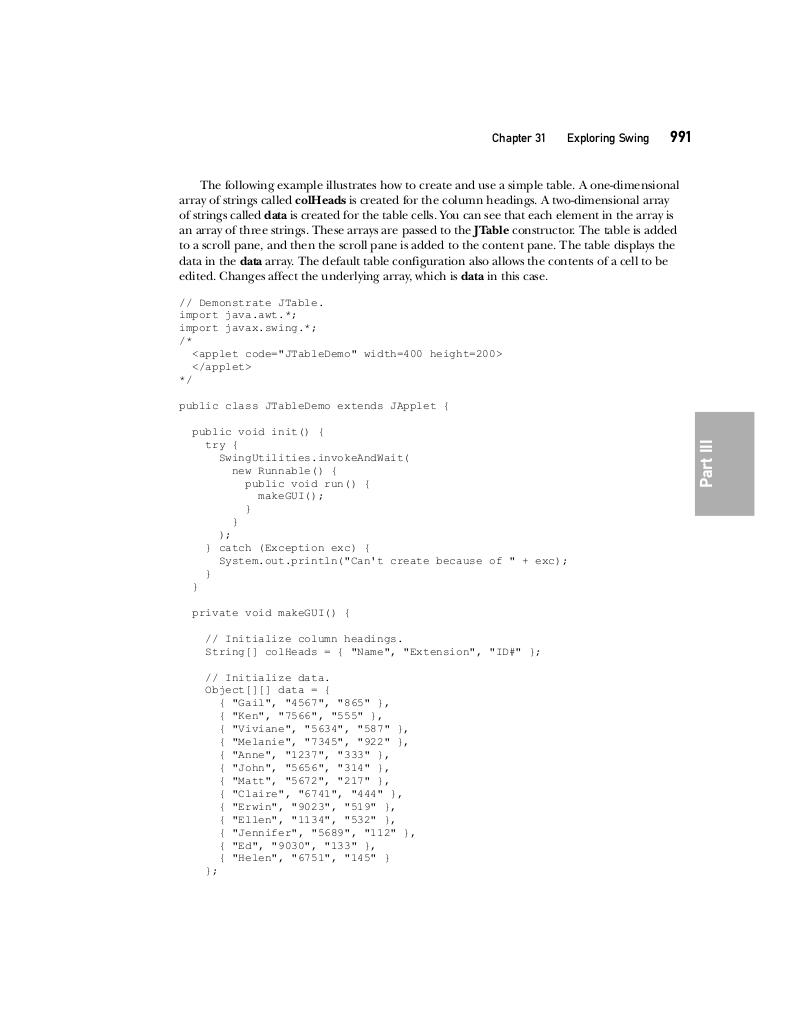 Chapter 31 Exploring Swing 991
The following example illustrates how to create and use a simple table. A one-dimensional
array of strings called colHeads is created for the column headings. A two-dimensional array
of strings called data is created for the table cells. You can see that each element in the array is
an array of three strings. These arrays are passed to the JTable constructor. The table is added
to a scroll pane, and then the scroll pane is added to the content pane. The table displays the
data in the data array. The default table configuration also allows the contents of a cell to be
edited. Changes affect the underlying array, which is data in this case.
// Demonstrate JTable.
import java.awt.*;
import javax.swing.*;
/*
  <applet code="JTableDemo" width=400 height=200>
  </applet>
*/
public class JTableDemo extends JApplet {
  public void init() {
    try {
      SwingUtilities.invokeAndWait(
        new Runnable() {
          public void run() {
            makeGUI();
          }
        }
      );
    } catch (Exception exc) {
      System.out.println("Can't create because of " + exc);
    }
  }
  private void makeGUI() {
    // Initialize column headings.
    String[] colHeads = { "Name", "Extension", "ID#" };
    // Initialize data.
    Object[][] data = {
      { "Gail", "4567", "865" },
      { "Ken", "7566", "555" },
      { "Viviane", "5634", "587" },
      { "Melanie", "7345", "922" },
      { "Anne", "1237", "333" },
      { "John", "5656", "314" },
      { "Matt", "5672", "217" },
      { "Claire", "6741", "444" },
      { "Erwin", "9023", "519" },
      { "Ellen", "1134", "532" },
      { "Jennifer", "5689", "112" },
      { "Ed", "9030", "133" },
      { "Helen", "6751", "145" }
    };
Part III